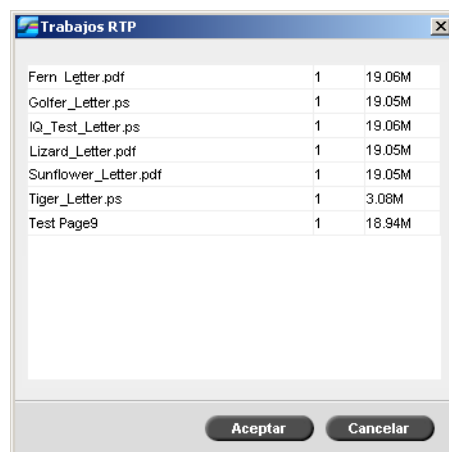 Trabajos RTP
Fern Letter.pdf 1 19.06M
Golfer_Letter.ps 1 19.05M
IQ_Test_Letter.ps 1 19.06M
Lizard_Letter.pdf 1 19.05M
Sunflower_Letter.pdf 1 19.05M
Tiger_Letter.ps 1 3.08M
Test Page9 1 18.94M
Aceptar Cancelar